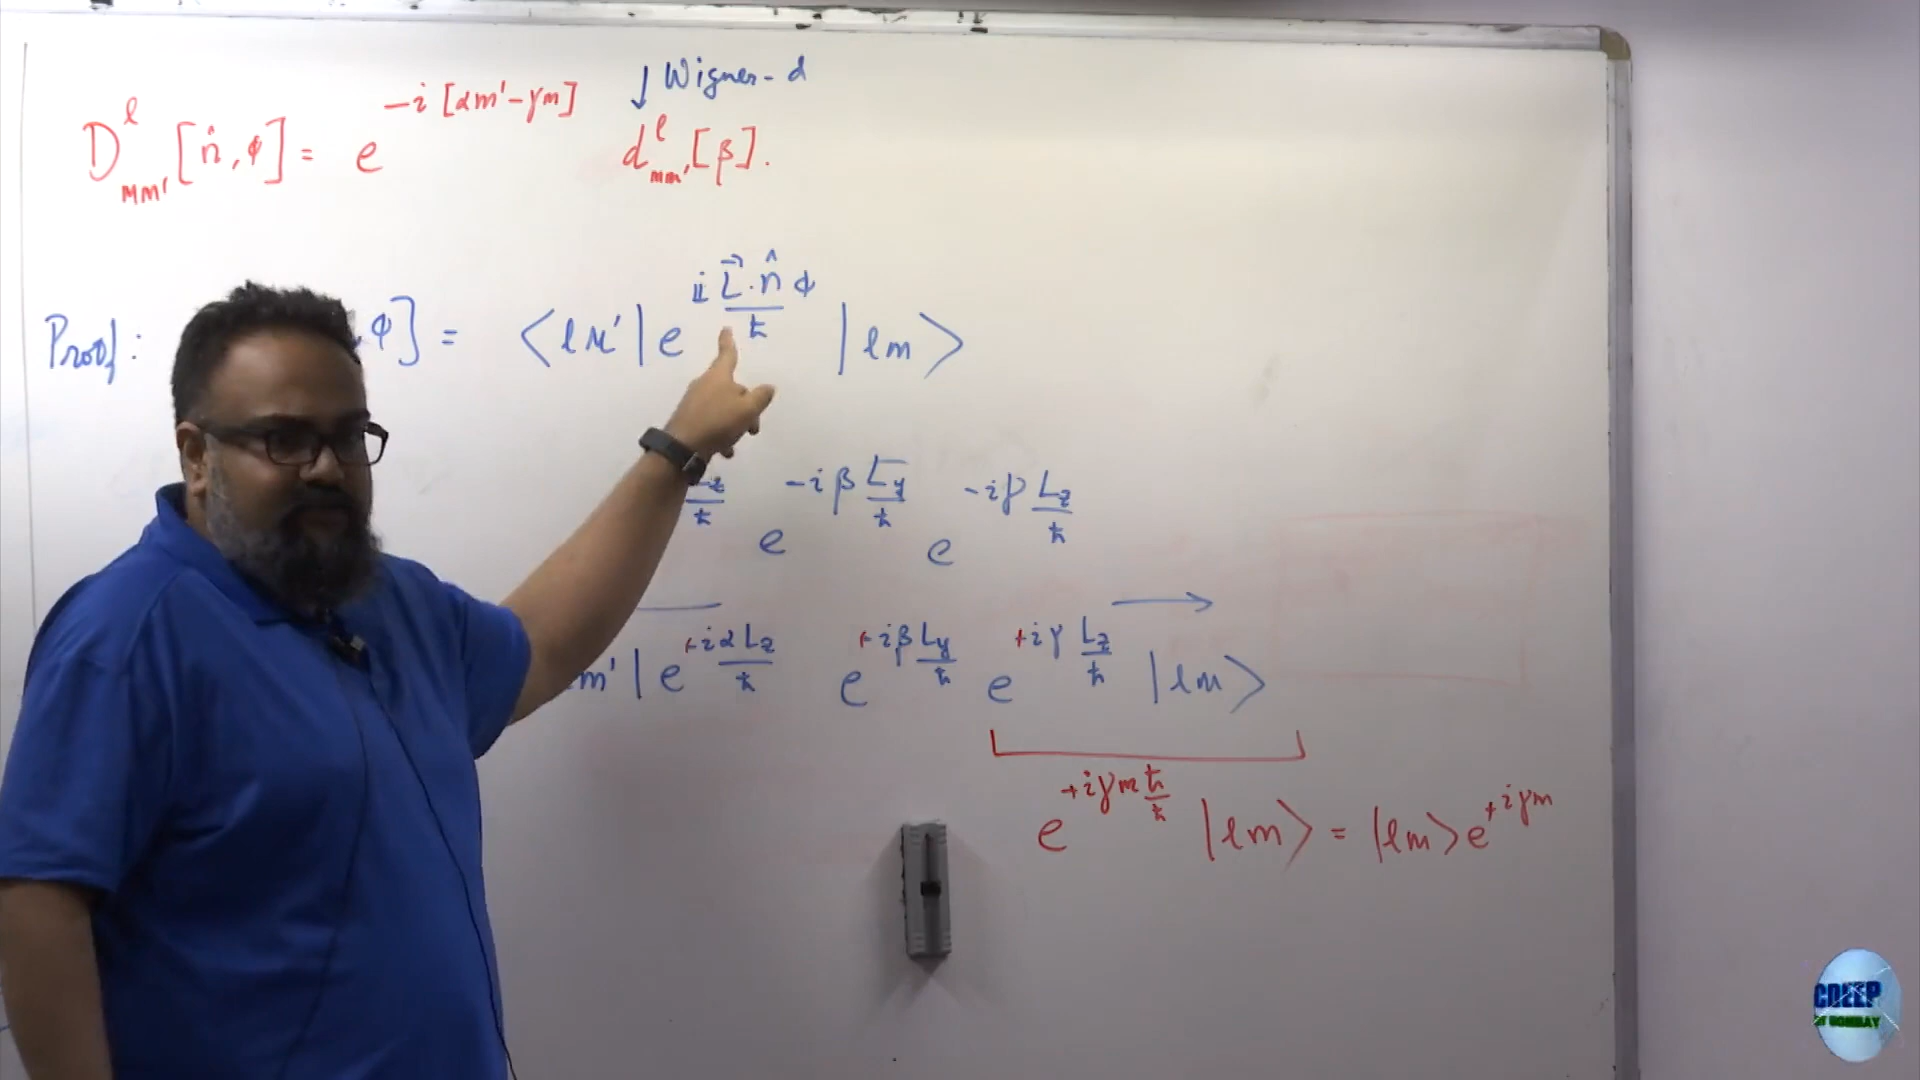 ↓ Wigner-d
D^l_{mm'} [n̂, φ] = e^{-i [αm' - γm]} d^l_{mm'} [β].
Proof: φ] = ⟨lm'| e^{i L⃗·n̂ φ/ħ} |lm⟩
L_z/ħ e^{-iβ L_y/ħ} e^{-iγ L_z/ħ}
m'| e^{+iα L_z/ħ} e^{+iβ L_y/ħ} e^{+iγ L_z/ħ} |lm⟩
e^{+iγm ħ/ħ} |lm⟩ = |lm⟩ e^{+iγm}
CDEEP
IIT BOMBAY